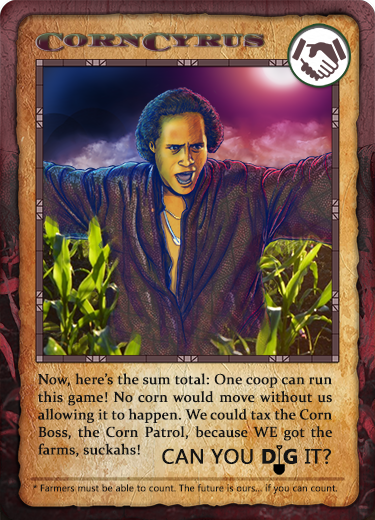 CORNCYRUS
Now, here's the sum total: One coop can run
this game! No corn would move without us
allowing it to happen. We could tax the Corn
Boss, the Corn Patrol, because WE got the
farms, suckahs! CAN YOU DIG IT?
* Farmers must be able to count. The future is ours... if you can count.